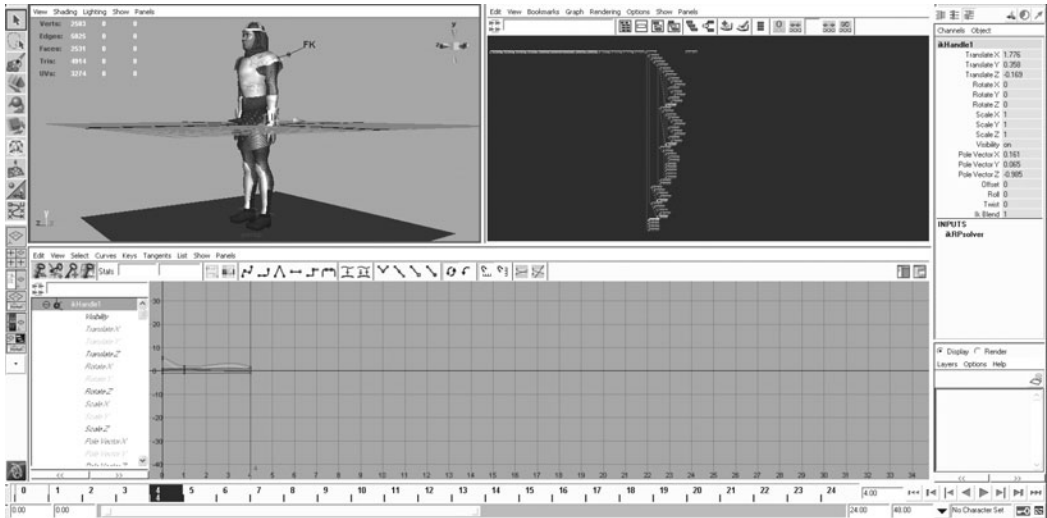 View Shading Lighting Show Panels
Verts: 2503 0 0
Edges: 5025 0 0
Faces: 2531 0 0
Tris: 4914 0 0
UVs: 3274 0 0
FK
Edit View Bookmarks Graph Rendering Options Show Panels
Channels Object
ikHandle1
Translate X 1.776
Translate Y 0.358
Translate Z -0.169
Rotate X 0
Rotate Y 0
Rotate Z 0
Scale X 1
Scale Y 1
Scale Z 1
Visibility on
Pole Vector X 0.161
Pole Vector Y 0.065
Pole Vector Z -0.985
Offset 0
Roll 0
Twist 0
Ik Blend 1
INPUTS
ikRPsolver
Edit View Select Curves Keys Tangents List Show Panels
Stats
ikHandle1
Visibility
Translate X
Translate Y
Translate Z
Rotate X
Rotate Y
Rotate Z
Scale X
Scale Y
Scale Z
Pole Vector X
Pole Vector Y
Pole Vector Z
30
20
10
0
-10
-20
-30
-40
0 1 2 3 4 5 6 7 8 9 10 11 12 13 14 15 16 17 18 19 20 21 22 23 24 25 26 27 28 29 30 31 32 33 34
Display Render
Layers Options Help
0 1 2 3 4 5 6 7 8 9 10 11 12 13 14 15 16 17 18 19 20 21 22 23 24 4.00
0.00 0.00 24.00 48.00 No Character Set